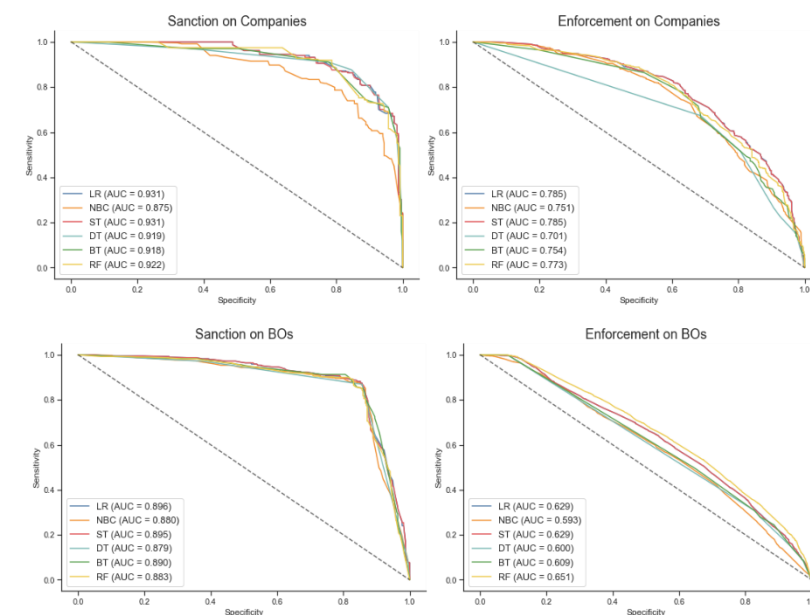 Sanction on Companies
1.0
0.8
0.6
0.4
0.2
0.0
Sensitivity
LR (AUC = 0.931)
NBC (AUC = 0.875)
ST (AUC = 0.931)
DT (AUC = 0.919)
BT (AUC = 0.918)
RF (AUC = 0.922)
0.0 0.2 0.4 0.6 0.8 1.0
Specificity
Enforcement on Companies
1.0
0.8
0.6
0.4
0.2
0.0
Sensitivity
LR (AUC = 0.785)
NBC (AUC = 0.751)
ST (AUC = 0.785)
DT (AUC = 0.701)
BT (AUC = 0.754)
RF (AUC = 0.773)
0.0 0.2 0.4 0.6 0.8 1.0
Specificity
Sanction on BOs
1.0
0.8
0.6
0.4
0.2
0.0
Sensitivity
LR (AUC = 0.896)
NBC (AUC = 0.880)
ST (AUC = 0.895)
DT (AUC = 0.879)
BT (AUC = 0.890)
RF (AUC = 0.883)
0.0 0.2 0.4 0.6 0.8 1.0
Specificity
Enforcement on BOs
1.0
0.8
0.6
0.4
0.2
0.0
Sensitivity
LR (AUC = 0.629)
NBC (AUC = 0.593)
ST (AUC = 0.629)
DT (AUC = 0.600)
BT (AUC = 0.609)
RF (AUC = 0.651)
0.0 0.2 0.4 0.6 0.8
Specificity